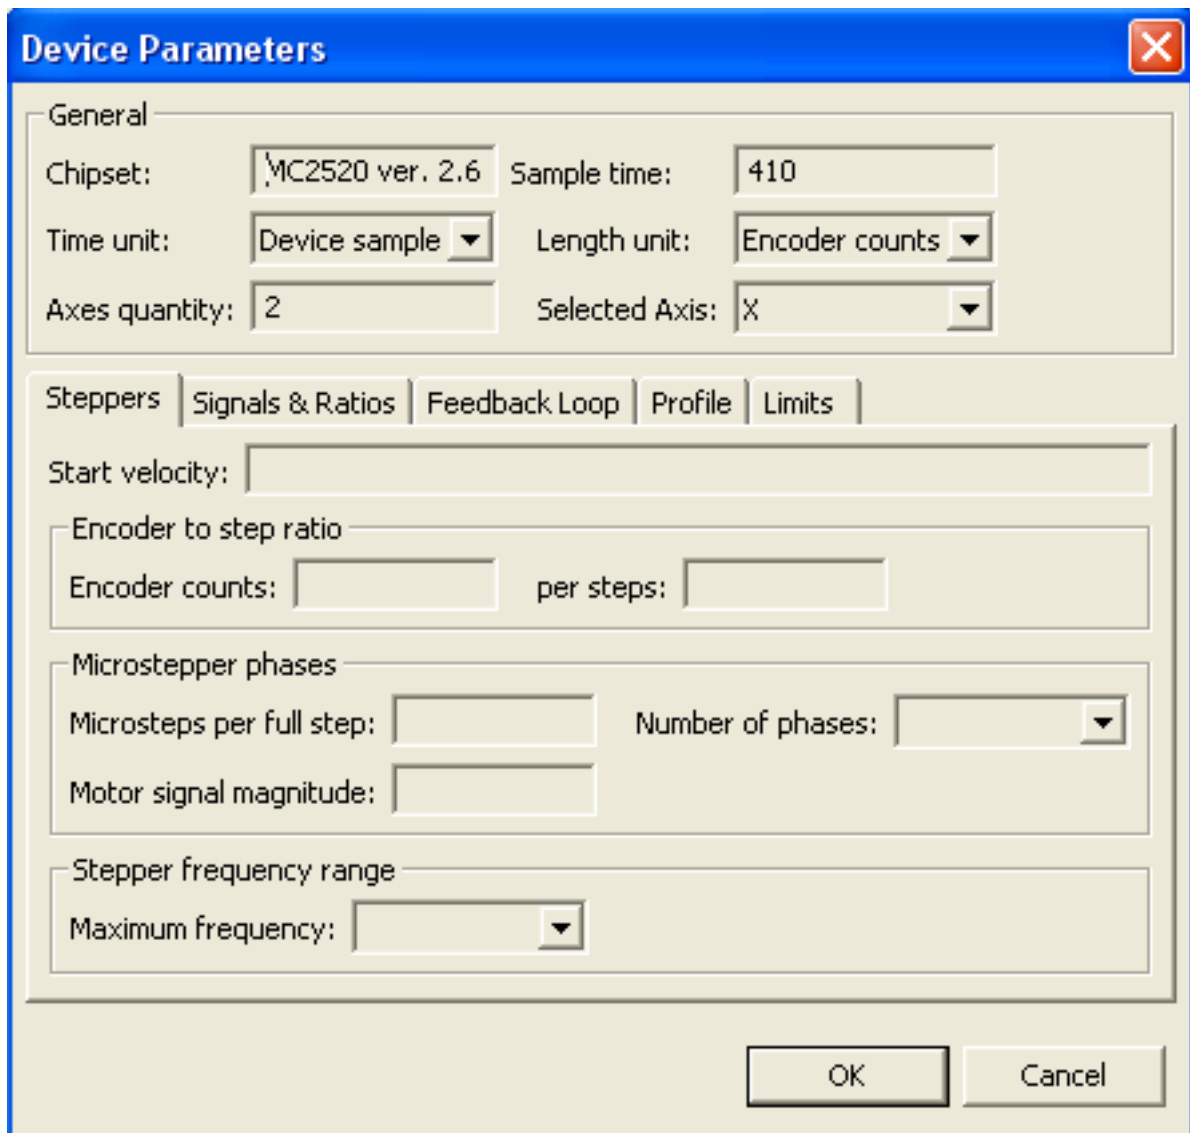 Device Parameters
General
Chipset: MC2520 ver. 2.6 Sample time: 410
Time unit: Device sample Length unit: Encoder counts
Axes quantity: 2 Selected Axis: X
Steppers Signals & Ratios Feedback Loop Profile Limits
Start velocity:
Encoder to step ratio
Encoder counts: per steps:
Microstepper phases
Microsteps per full step: Number of phases:
Motor signal magnitude:
Stepper frequency range
Maximum frequency:
OK Cancel